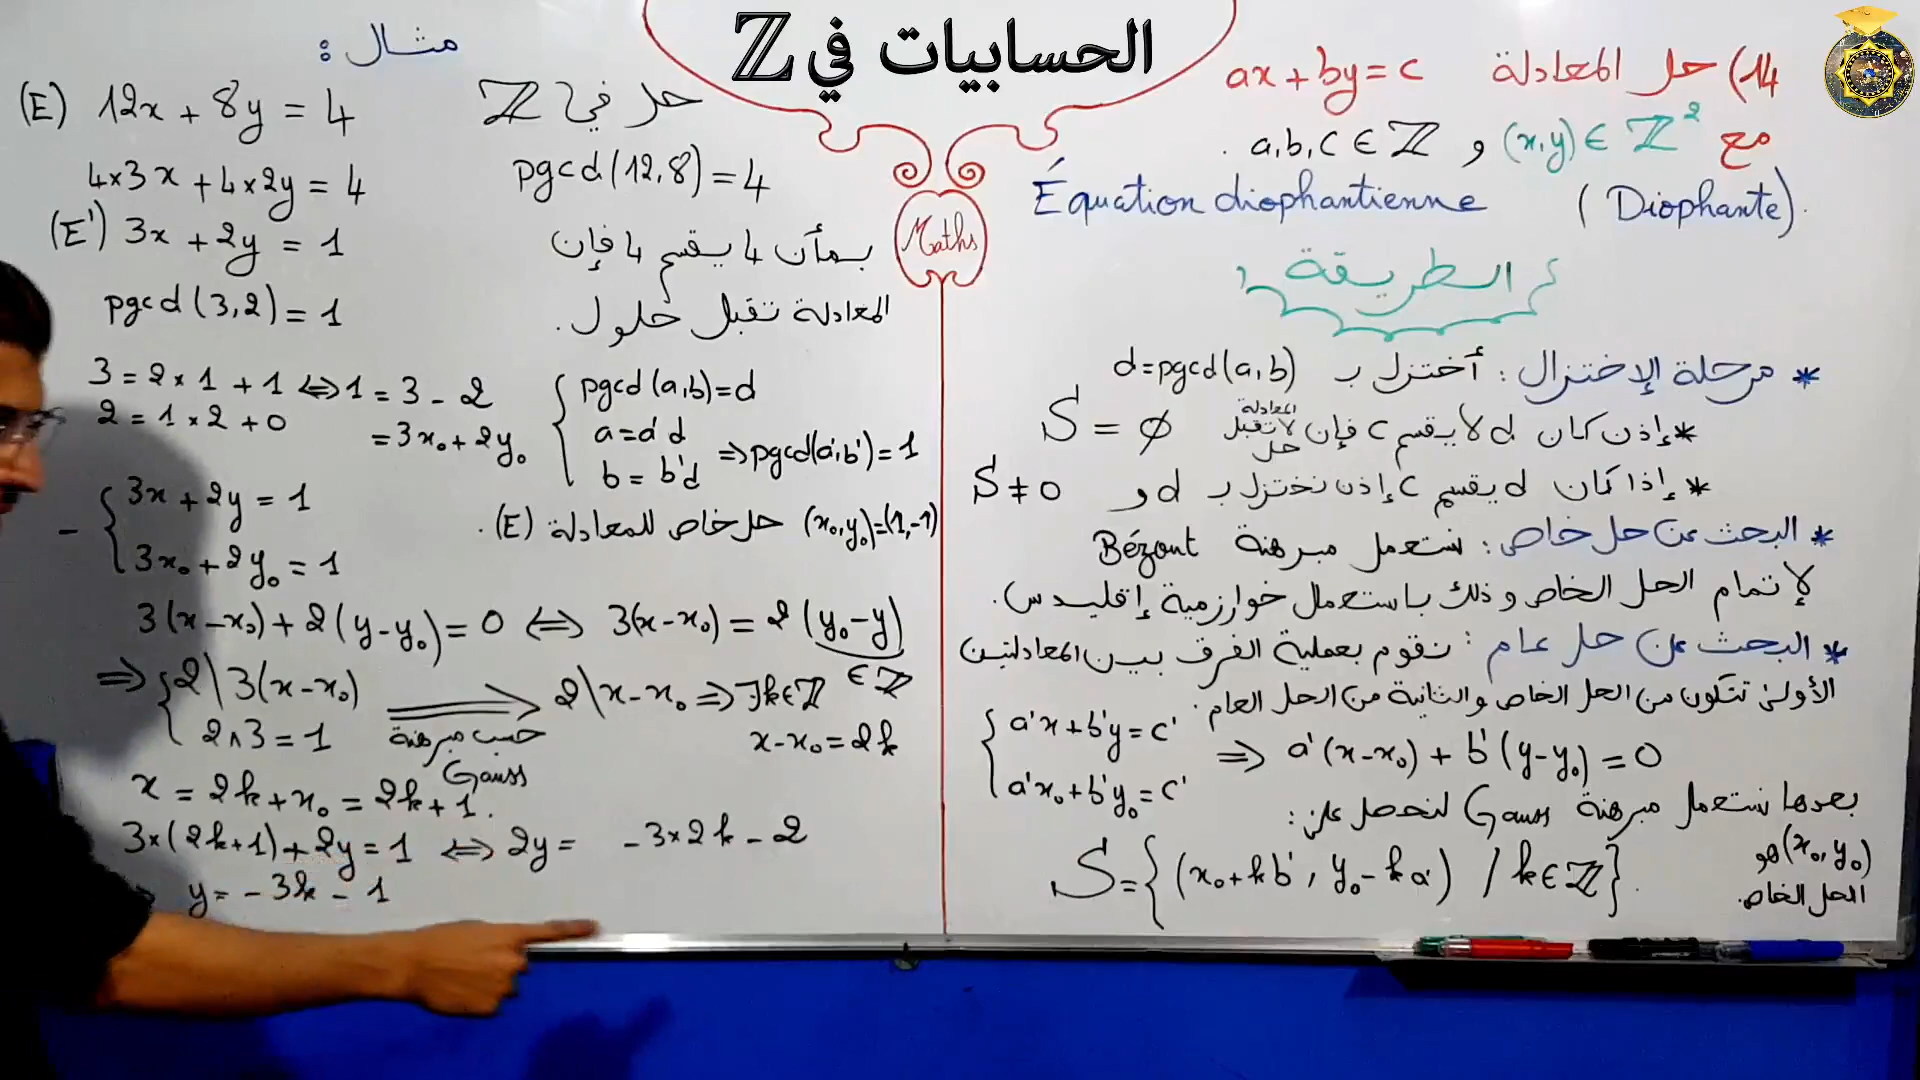 الحسابيات في ℤ
14) حل المعادلة ax + by = c
مع (x,y) ∈ ℤ² و a,b,c ∈ ℤ .
Équation diophantienne (Diophante).
الطريقة
* مرحلة الإختزال : أختزل ب d = pgcd(a,b)
* إذن كان d لا يقسم c فإن المعادلة لا تقبل حل S = ∅
* إذا كان d يقسم c إذن نختزل ب d و S ≠ 0
* البحث عن حل خاص : نستعمل مبرهنة Bézout
لإتمام الحل الخاص و ذلك باستعمال خوارزمية إقليدس.
* البحث عن حل عام : نقوم بعملية الفرق بين المعادلتين
الأولى تتكون من الحل الخاص والثانية من الحل العام.
{ a'x + b'y = c'
a'x₀ + b'y₀ = c' ⇒ a'(x-x₀) + b'(y-y₀) = 0
بعدها نستعمل مبرهنة Gauss لنحصل على :
S = { (x₀+kb', y₀-ka') / k∈ℤ }.
(x₀,y₀) هو
الحل الخاص.
Maths
مثال :
(E) 12x + 8y = 4 حل في ℤ
4×3x + 4×2y = 4 pgcd(12,8) = 4
(E') 3x + 2y = 1 بمأن 4 يقسم 4 فإن
pgcd(3,2) = 1 المعادلة تقبل حلول .
3 = 2×1 + 1 ⇔ 1 = 3 - 2
2 = 1×2 + 0
= 3x₀ + 2y₀
{ pgcd(a,b) = d
a = a'd
b = b'd ⇒ pgcd(a',b') = 1
- { 3x + 2y = 1
3x₀ + 2y₀ = 1
(x₀,y₀)=(1,-1) حل خاص للمعادلة (E) .
3(x-x₀) + 2(y-y₀) = 0 ⇔ 3(x-x₀) = 2(y₀-y)
∈ ℤ
⇒ { 2\3(x-x₀)
2∧3 = 1
حسب مبرهنة
Gauss
2\x-x₀ ⇒ ∃k∈ℤ
x-x₀ = 2k
x = 2k + x₀ = 2k + 1.
3×(2k+1) + 2y = 1 ⇔ 2y = -3×2k - 2
y = -3k - 1